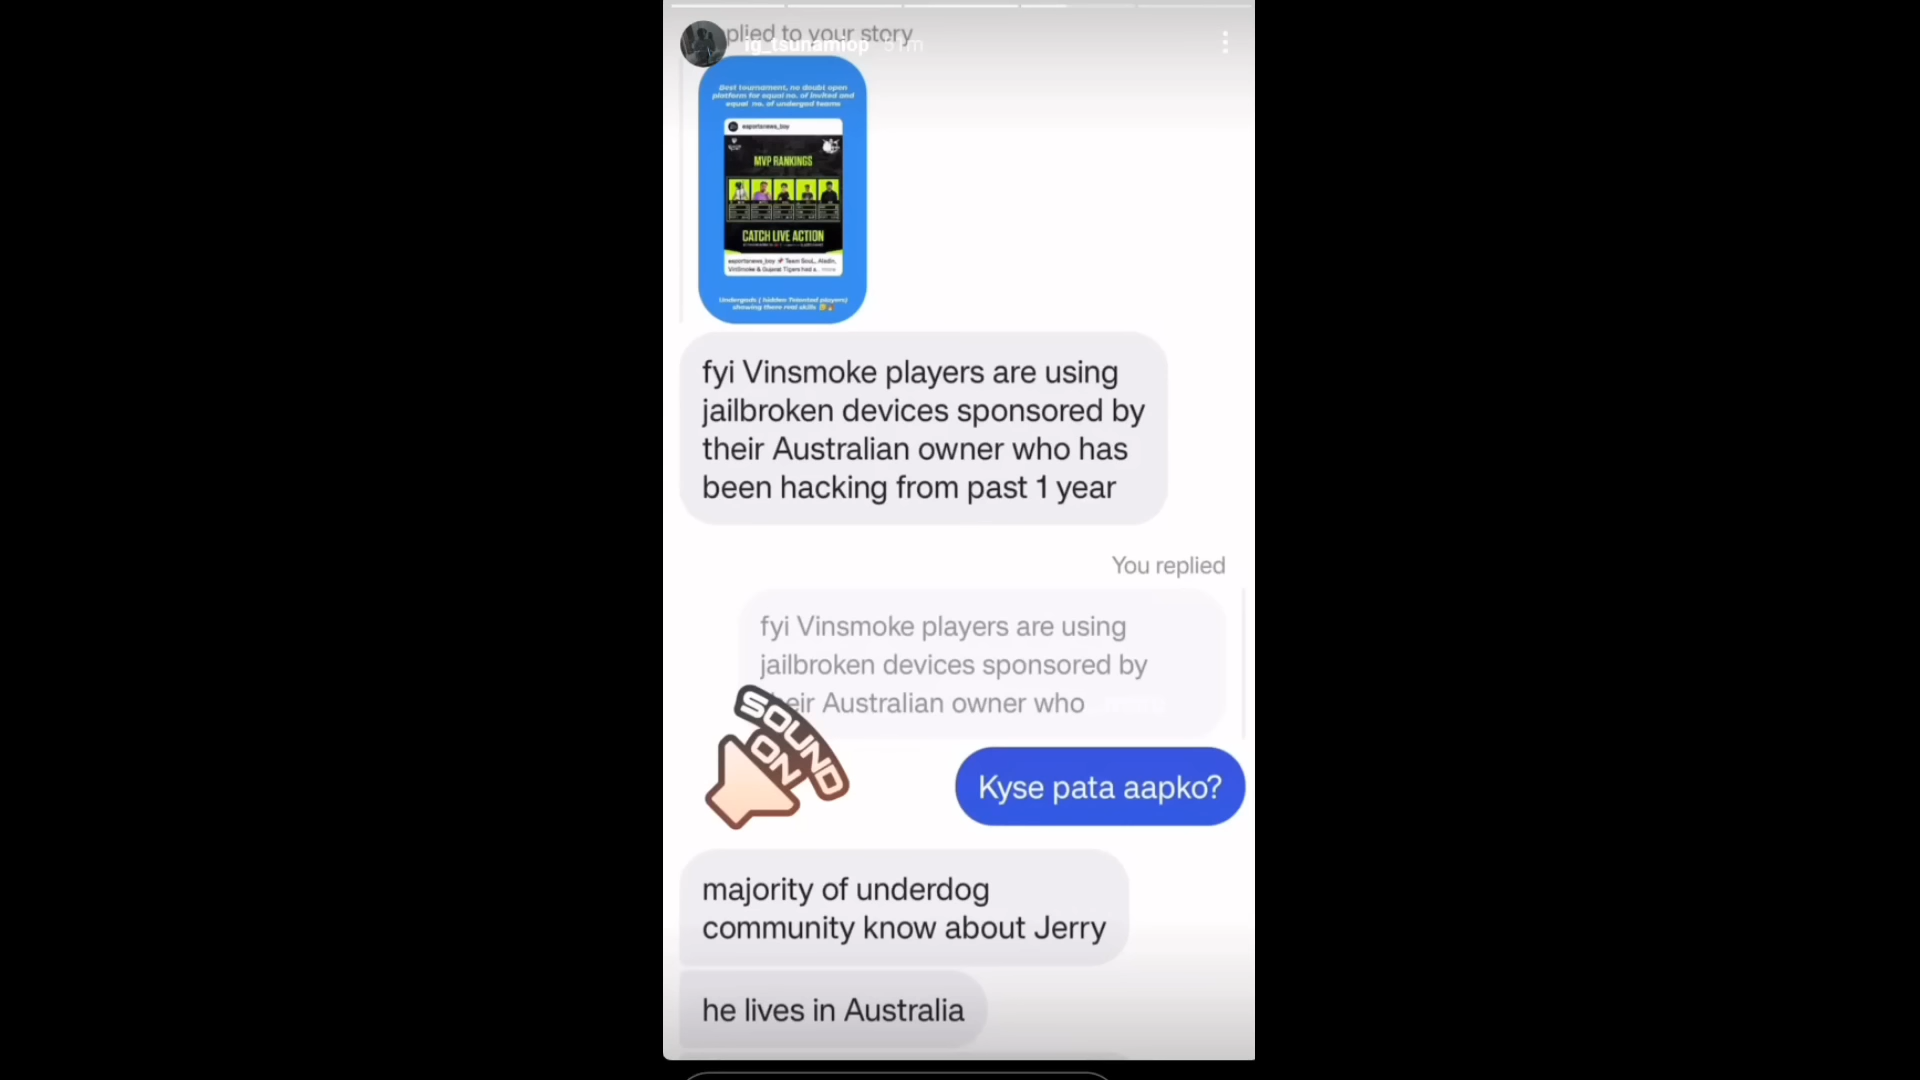 plied to your story
ig_tsunamiop 51m
Best tournament, no doubt open
platform for equal no. of invited and
equal no. of undergod teams
esportsnews_boy
MVP RANKINGS
CATCH LIVE ACTION
esportsnews_boy 📌 Team Soul, Aladin,
VinSmoke & Gujarat Tigers had a... more
Undergods ( hidden Talented players)
showing there real skills
fyi Vinsmoke players are using
jailbroken devices sponsored by
their Australian owner who has
been hacking from past 1 year
You replied
fyi Vinsmoke players are using
jailbroken devices sponsored by
heir Australian owner who
SOUND
ON
Kyse pata aapko?
majority of underdog
community know about Jerry
he lives in Australia